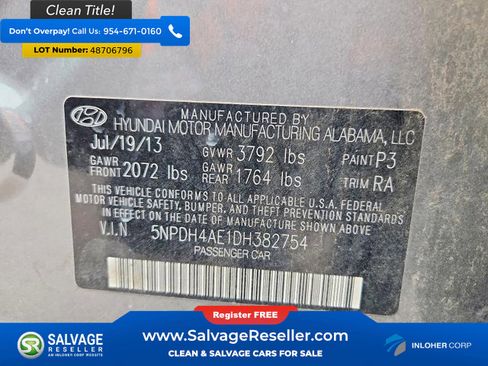 Clean Title!
Don't Overpay! Call Us: 954-671-0160
LOT Number: 48706796
MANUFACTURED BY
HYUNDAI MOTOR MANUFACTURING ALABAMA, LLC
Jul/19/13 GVWR 3792 lbs PAINT P3
GAWR FRONT 2072 lbs GAWR REAR 1764 lbs TRIM RA
THIS VEHICLE CONFORMS TO ALL APPLICABLE U.S.A FEDERAL
MOTOR VEHICLE SAFETY, BUMPER, AND THEFT PREVENTION STANDARDS
IN EFFECT ON THE DATE OF MANUFACTURE SHOWN ABOVE
V.I.N 5NPDH4AE1DH382754
PASSENGER CAR
Register FREE!
SALVAGE RESELLER
AN INLOHER CORP WEBSITE
www.SalvageReseller.com
CLEAN & SALVAGE CARS FOR SALE
INLOHER CORP